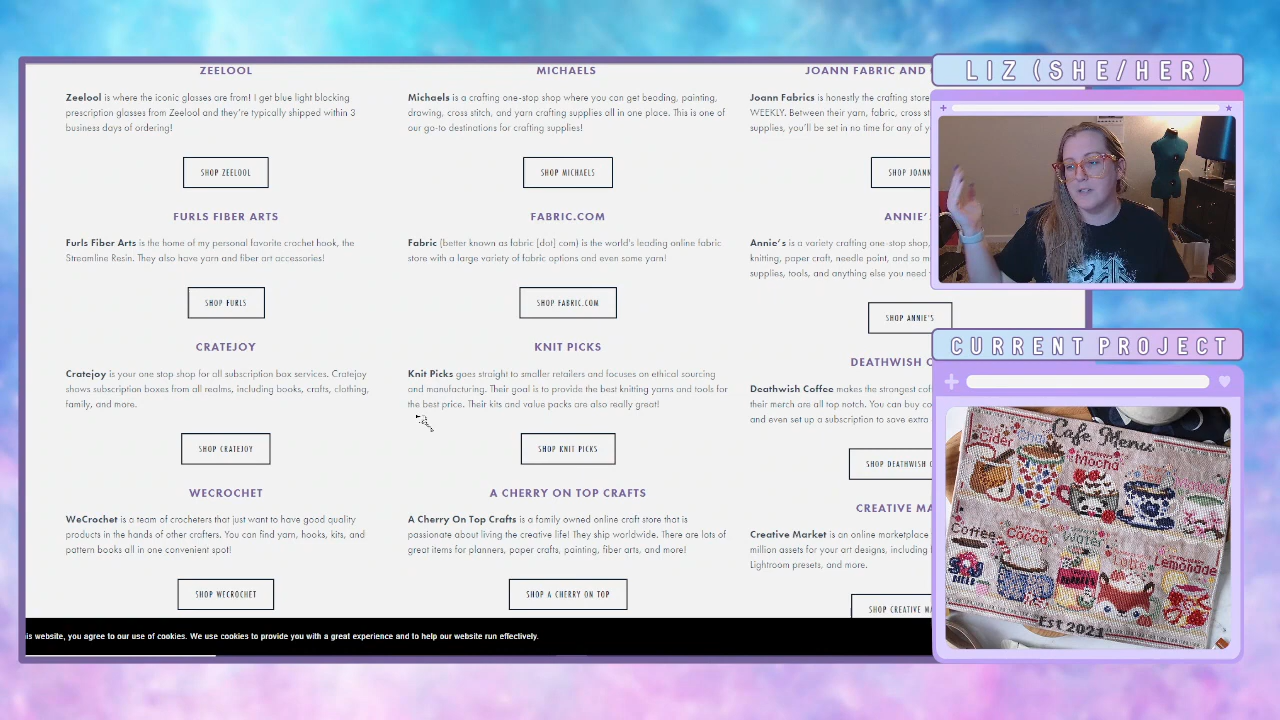 ZEELOOL
Zeelool is where the iconic glasses are from! I get blue light blocking
prescription glasses from Zeelool and they're typically shipped within 3
business days of ordering!
SHOP ZEELOOL
MICHAELS
Michaels is a crafting one-stop shop where you can get beading, painting,
drawing, cross stitch, and yarn crafting supplies all in one place. This is one of
our go-to destinations for crafting supplies!
SHOP MICHAELS
JOANN FABRIC AND
Joann Fabrics is honestly the crafting store
WEEKLY. Between their yarn, fabric, cross
supplies, you'll be set in no time for any of
SHOP JOANN
FURLS FIBER ARTS
Furls Fiber Arts is the home of my personal favorite crochet hook, the
Streamline Resin. They also have yarn and fiber art accessories!
SHOP FURLS
FABRIC.COM
Fabric (better known as fabric [dot] com) is the world's leading online fabric
store with a large variety of fabric options and even some yarn!
SHOP FABRIC.COM
ANNIE'S
Annie's is a variety crafting one-stop shop,
knitting, paper craft, needle point, and so
supplies, tools, and anything else you need
SHOP ANNIE'S
CRATEJOY
Cratejoy is your one stop shop for all subscription box services. Cratejoy
shows subscription boxes from all realms, including books, crafts, clothing,
family, and more.
SHOP CRATEJOY
KNIT PICKS
Knit Picks goes straight to smaller retailers and focuses on ethical sourcing
and manufacturing. Their goal is to provide the best knitting yarns and tools for
the best price. Their kits and value packs are also really great!
SHOP KNIT PICKS
DEATHWISH
Deathwish Coffee makes the strongest
their merch are all top notch. You can buy
and even set up a subscription to save extra
SHOP DEATHWISH
WECROCHET
WeCrochet is a team of crocheters that just want to have good quality
products in the hands of other crafters. You can find yarn, hooks, kits, and
pattern books all in one convenient spot!
SHOP WECROCHET
A CHERRY ON TOP CRAFTS
A Cherry On Top Crafts is a family owned online craft store that is
passionate about living the creative life! They ship worldwide. There are lots of
great items for planners, paper crafts, painting, fiber arts, and more!
SHOP A CHERRY ON TOP
CREATIVE
Creative Market is an online marketplace
million assets for your art designs, including
Lightroom presets, and more.
SHOP CREATIVE
is website, you agree to our use of cookies. We use cookies to provide you with a great experience and to help our website run effectively.
LIZ (SHE/HER)
CURRENT PROJECT
Cafe Menu
Cider
Mocha
Coffee
Cocoa
Lemonade
Est 2021